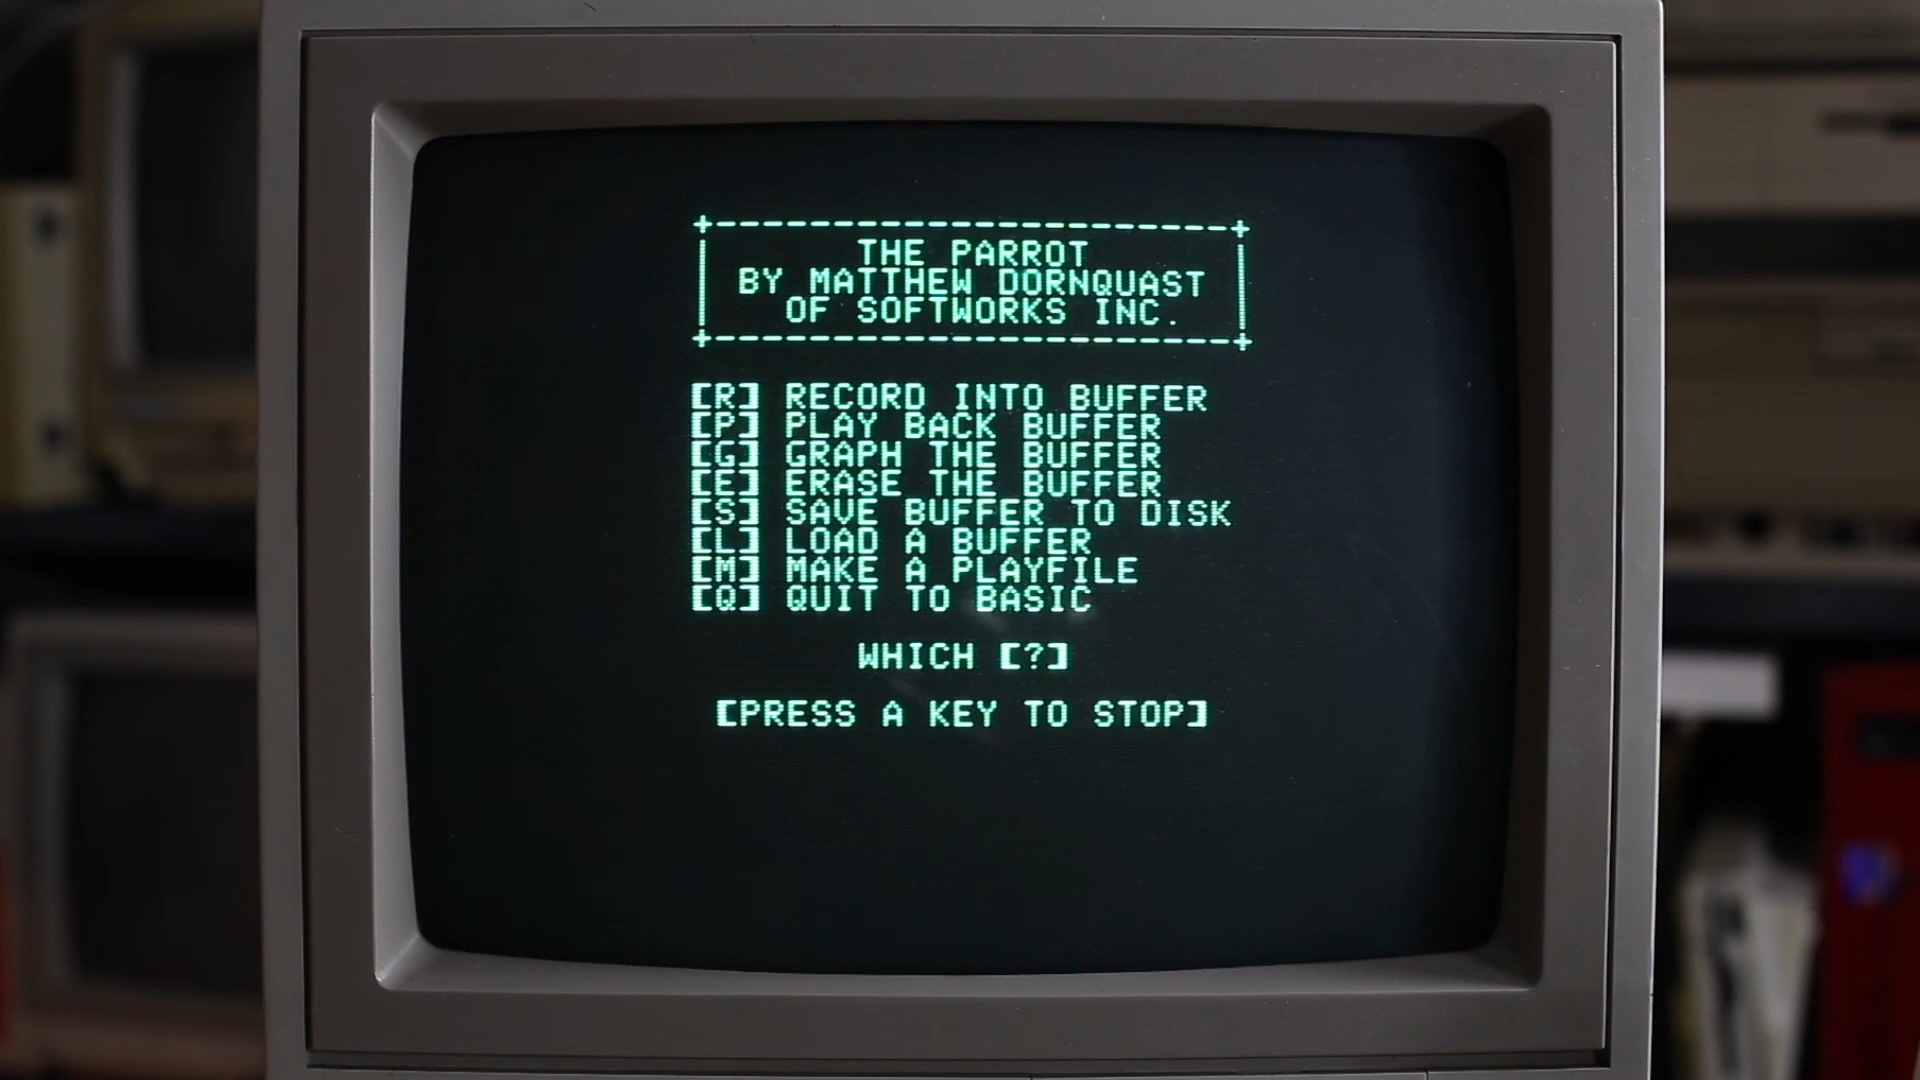 +----------------------+
THE PARROT
BY MATTHEW DORNQUAST
OF SOFTWORKS INC.
+----------------------+
[R] RECORD INTO BUFFER
[P] PLAY BACK BUFFER
[G] GRAPH THE BUFFER
[E] ERASE THE BUFFER
[S] SAVE BUFFER TO DISK
[L] LOAD A BUFFER
[M] MAKE A PLAYFILE
[Q] QUIT TO BASIC
WHICH [?]
[PRESS A KEY TO STOP]